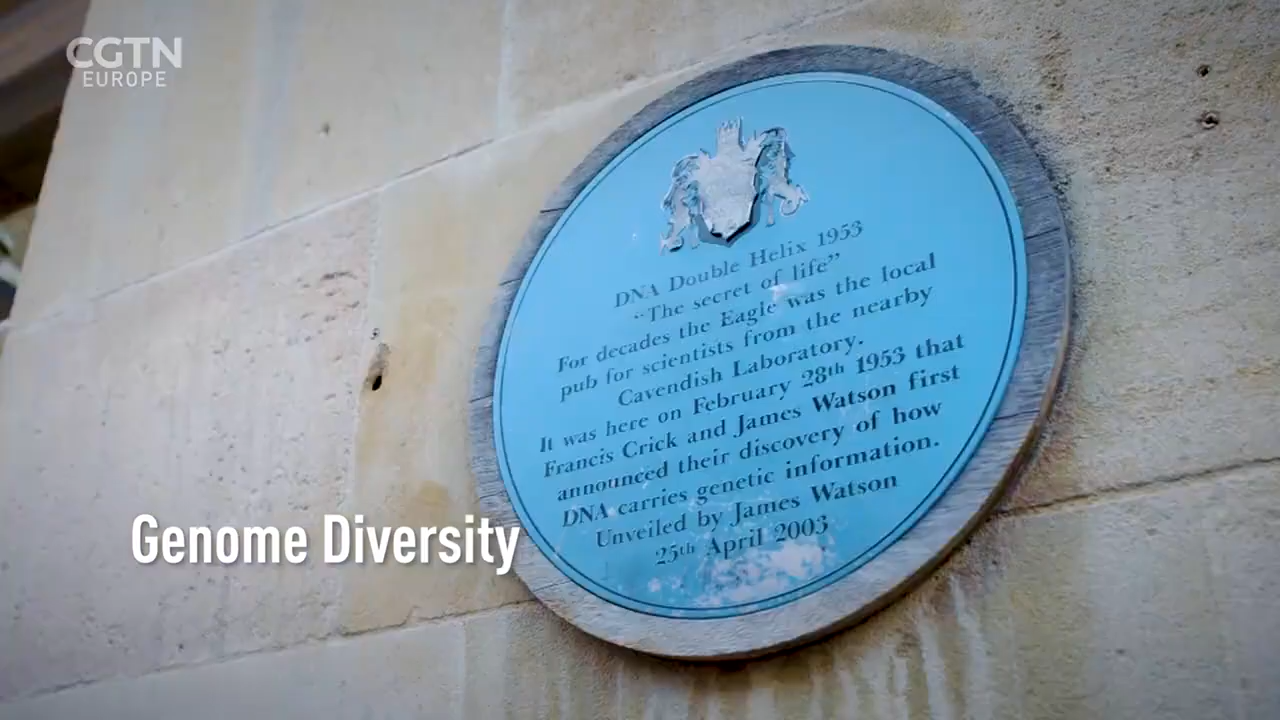 CGTN
EUROPE
DNA Double Helix 1953
“The secret of life”
For decades the Eagle was the local
pub for scientists from the nearby
Cavendish Laboratory.
It was here on February 28th 1953 that
Francis Crick and James Watson first
announced their discovery of how
DNA carries genetic information.
Unveiled by James Watson
25th April 2003
Genome Diversity